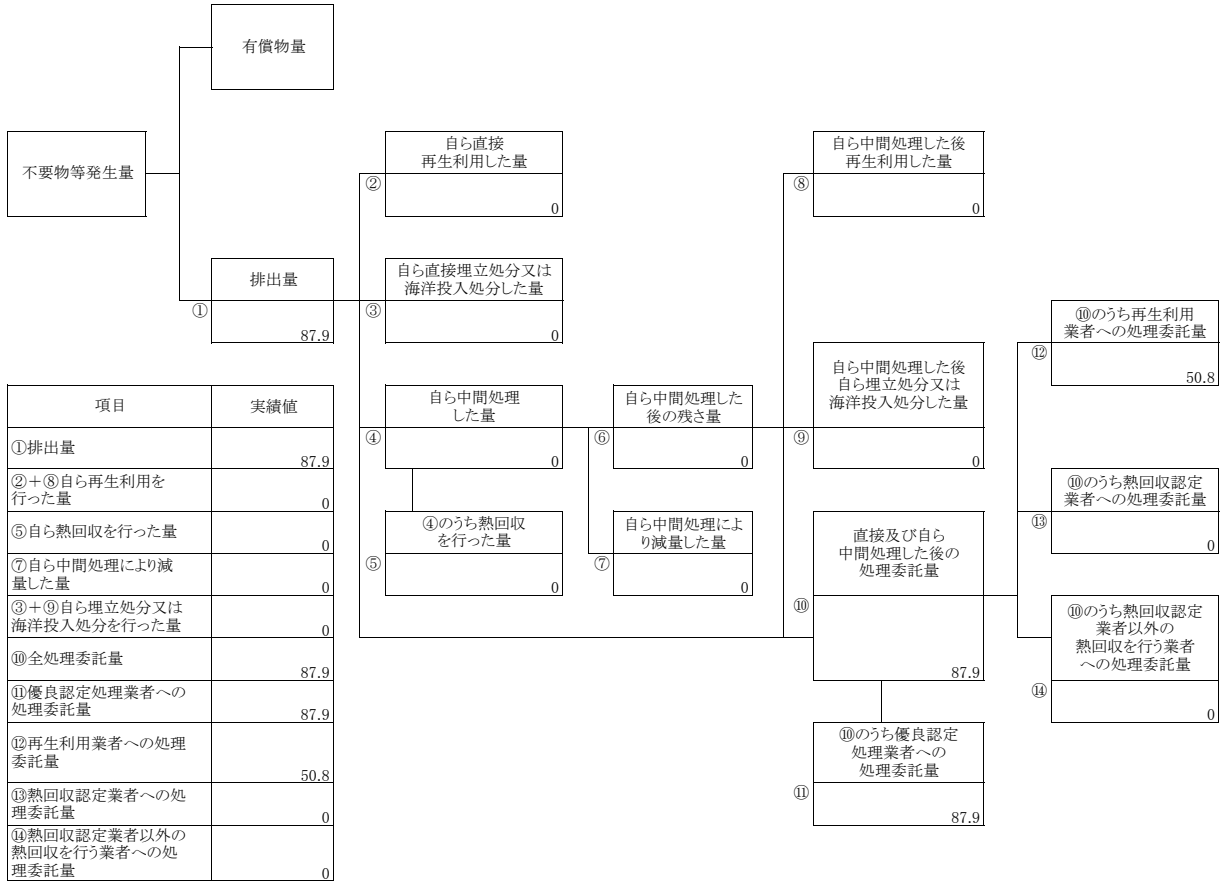 有償物量
不要物等発生量
自ら直接
再生利用した量
②
0
自ら中間処理した後
再生利用した量
⑧
0
排出量
①
87.9
自ら直接埋立処分又は
海洋投入処分した量
③
0
⑩のうち再生利用
業者への処理委託量
⑫
50.8
自ら中間処理
した量
④
0
自ら中間処理した
後の残さ量
⑥
0
自ら中間処理した後
自ら埋立処分又は
海洋投入処分した量
⑨
0
⑩のうち熱回収認定
業者への処理委託量
⑬
0
④のうち熱回収
を行った量
⑤
0
自ら中間処理によ
り減量した量
⑦
0
直接及び自ら
中間処理した後の
処理委託量
⑩
87.9
⑩のうち熱回収認定
業者以外の
熱回収を行う業者
への処理委託量
⑭
0
⑩のうち優良認定
処理業者への
処理委託量
⑪
87.9
項目 実績値
①排出量
87.9
②＋⑧自ら再生利用を
行った量
0
⑤自ら熱回収を行った量
0
⑦自ら中間処理により減
量した量
0
③＋⑨自ら埋立処分又は
海洋投入処分を行った量
0
⑩全処理委託量
87.9
⑪優良認定処理業者への
処理委託量
87.9
⑫再生利用業者への処理
委託量
50.8
⑬熱回収認定業者への処
理委託量
0
⑭熱回収認定業者以外の
熱回収を行う業者への処
理委託量
0